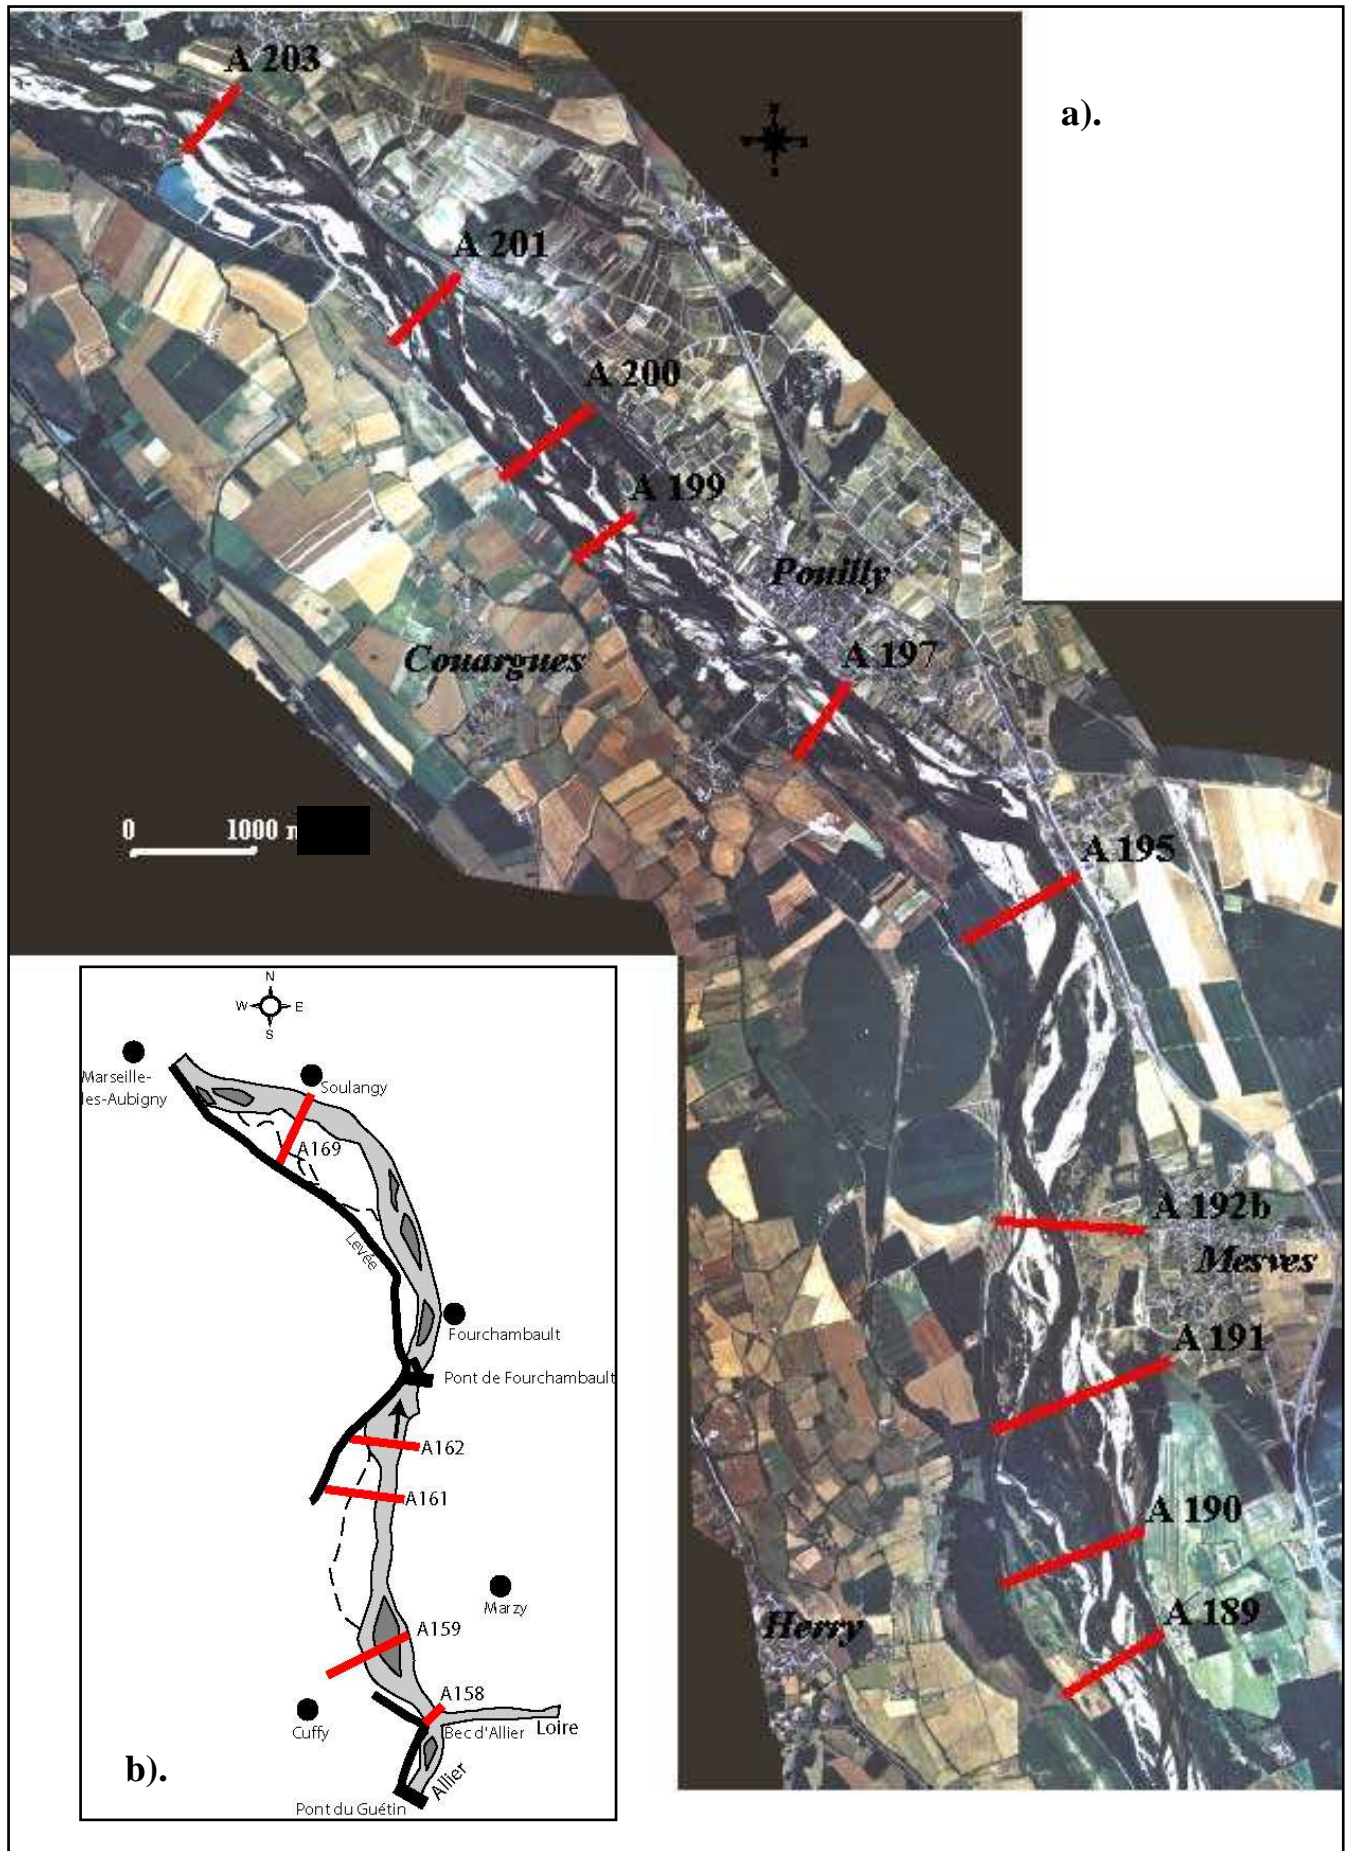 a).
A 203
A 201
A 200
A 199
Pouilly
Couargues
A 197
0 1000
A 195
A 192b
Mesves
A 191
A 190
A 189
Herry
N
W E
S
Marseille-
les-Aubigny
Soulangy
A169
Levée
Fourchambault
Pont de Fourchambault
A162
A161
Marzy
A159
A158
Cuffy
Bec d'Allier
Loire
Allier
Pont du Guétin
b).